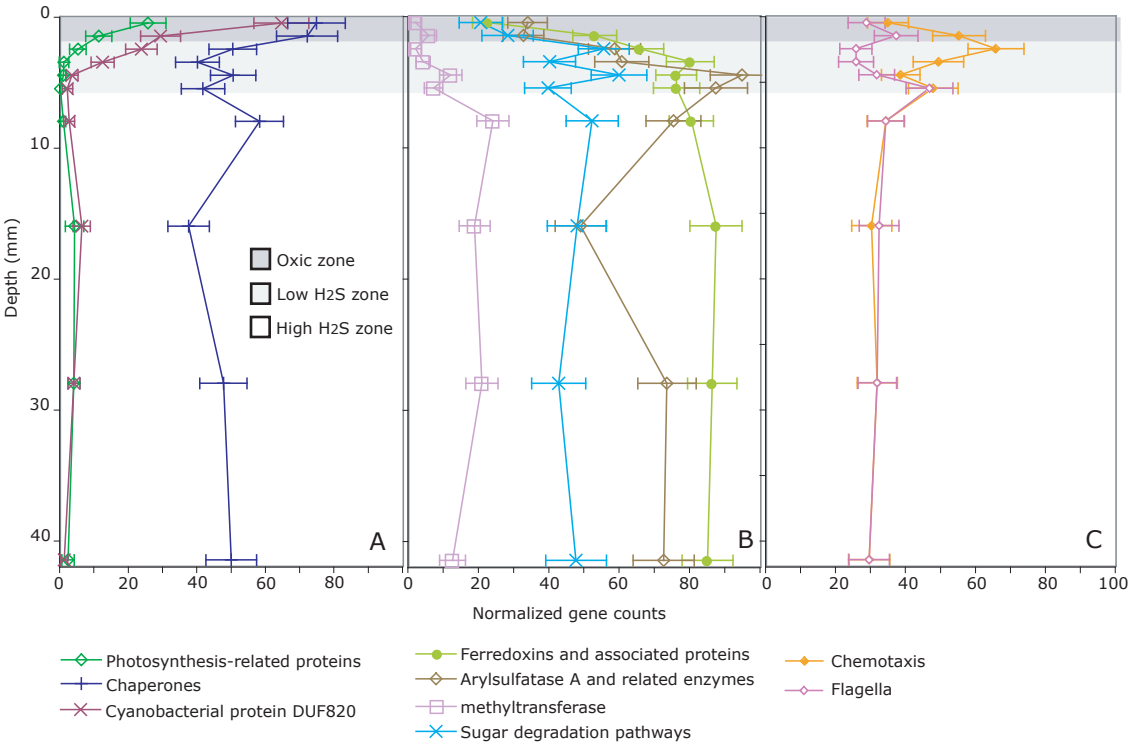 0
10
20
30
40
Depth (mm)
Oxic zone
Low H2S zone
High H2S zone
A
B
C
0 20 40 60 80
0 20 40 60 80
0 20 40 60 80 100
Normalized gene counts
Photosynthesis-related proteins
Chaperones
Cyanobacterial protein DUF820
Ferredoxins and associated proteins
Arylsulfatase A and related enzymes
methyltransferase
Sugar degradation pathways
Chemotaxis
Flagella